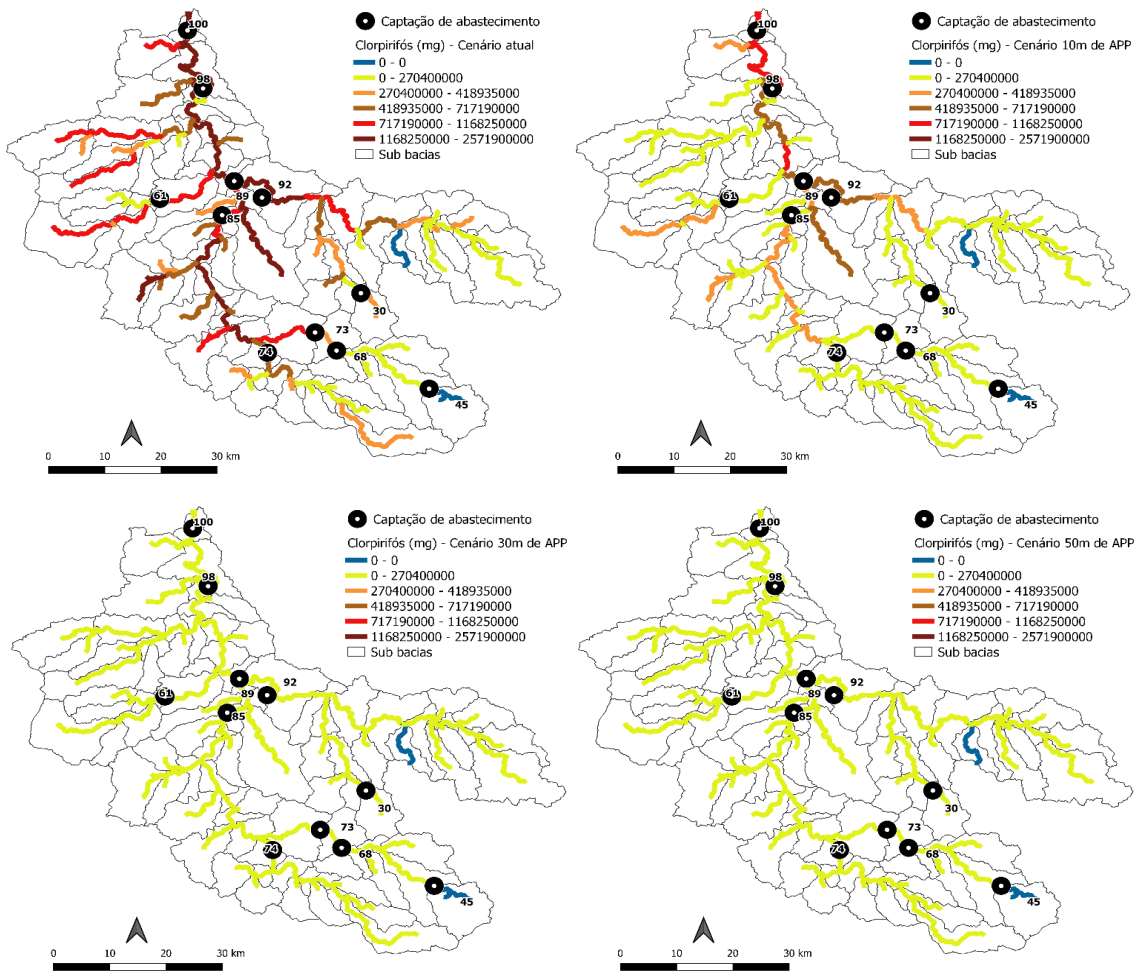 Captação de abastecimento
Clorpirifós (mg) - Cenário atual
0 - 0
0 - 270400000
270400000 - 418935000
418935000 - 717190000
717190000 - 1168250000
1168250000 - 2571900000
Sub bacias
100
98
61
92
89
85
30
73
68
74
45
0 10 20 30 km
Captação de abastecimento
Clorpirifós (mg) - Cenário 10m de APP
0 - 0
0 - 270400000
270400000 - 418935000
418935000 - 717190000
717190000 - 1168250000
1168250000 - 2571900000
Sub bacias
100
98
61
92
89
85
30
73
68
74
45
0 10 20 30 km
Captação de abastecimento
Clorpirifós (mg) - Cenário 30m de APP
0 - 0
0 - 270400000
270400000 - 418935000
418935000 - 717190000
717190000 - 1168250000
1168250000 - 2571900000
Sub bacias
100
98
61
92
89
85
30
73
68
74
45
0 10 20 30 km
Captação de abastecimento
Clorpirifós (mg) - Cenário 50m de APP
0 - 0
0 - 270400000
270400000 - 418935000
418935000 - 717190000
717190000 - 1168250000
1168250000 - 2571900000
Sub bacias
100
98
61
92
89
85
30
73
68
74
45
0 10 20 30 km